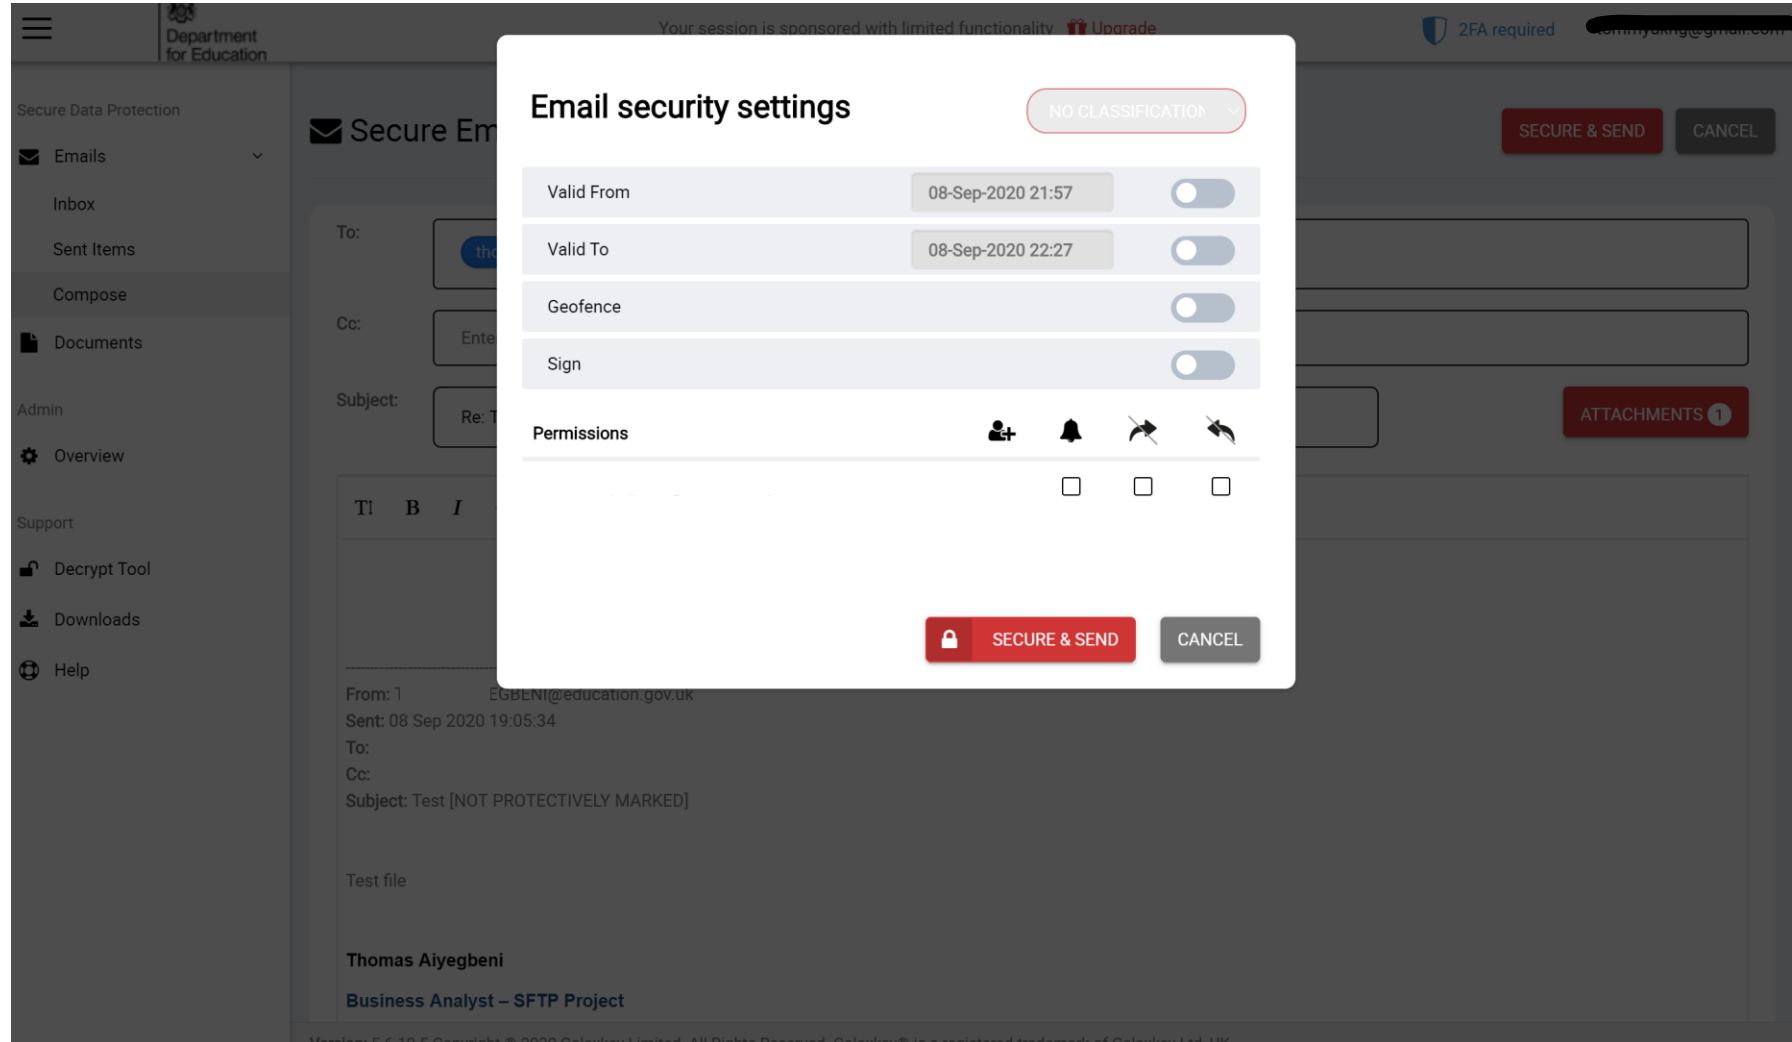 Department
for Education
Your session is sponsored with limited functionality Upgrade
2FA required
Secure Data Protection
Emails
Inbox
Sent Items
Compose
Documents
Admin
Overview
Support
Decrypt Tool
Downloads
Help
Secure Em
SECURE & SEND
CANCEL
To:
tho
Cc:
Ente
Subject:
Re: T
ATTACHMENTS 1
B I
Email security settings
NO CLASSIFICATION
Valid From 08-Sep-2020 21:57
Valid To 08-Sep-2020 22:27
Geofence
Sign
Permissions
SECURE & SEND
CANCEL
From: T EGBENI@education.gov.uk
Sent: 08 Sep 2020 19:05:34
To:
Cc:
Subject: Test [NOT PROTECTIVELY MARKED]
Test file
Thomas Aiyegbeni
Business Analyst – SFTP Project